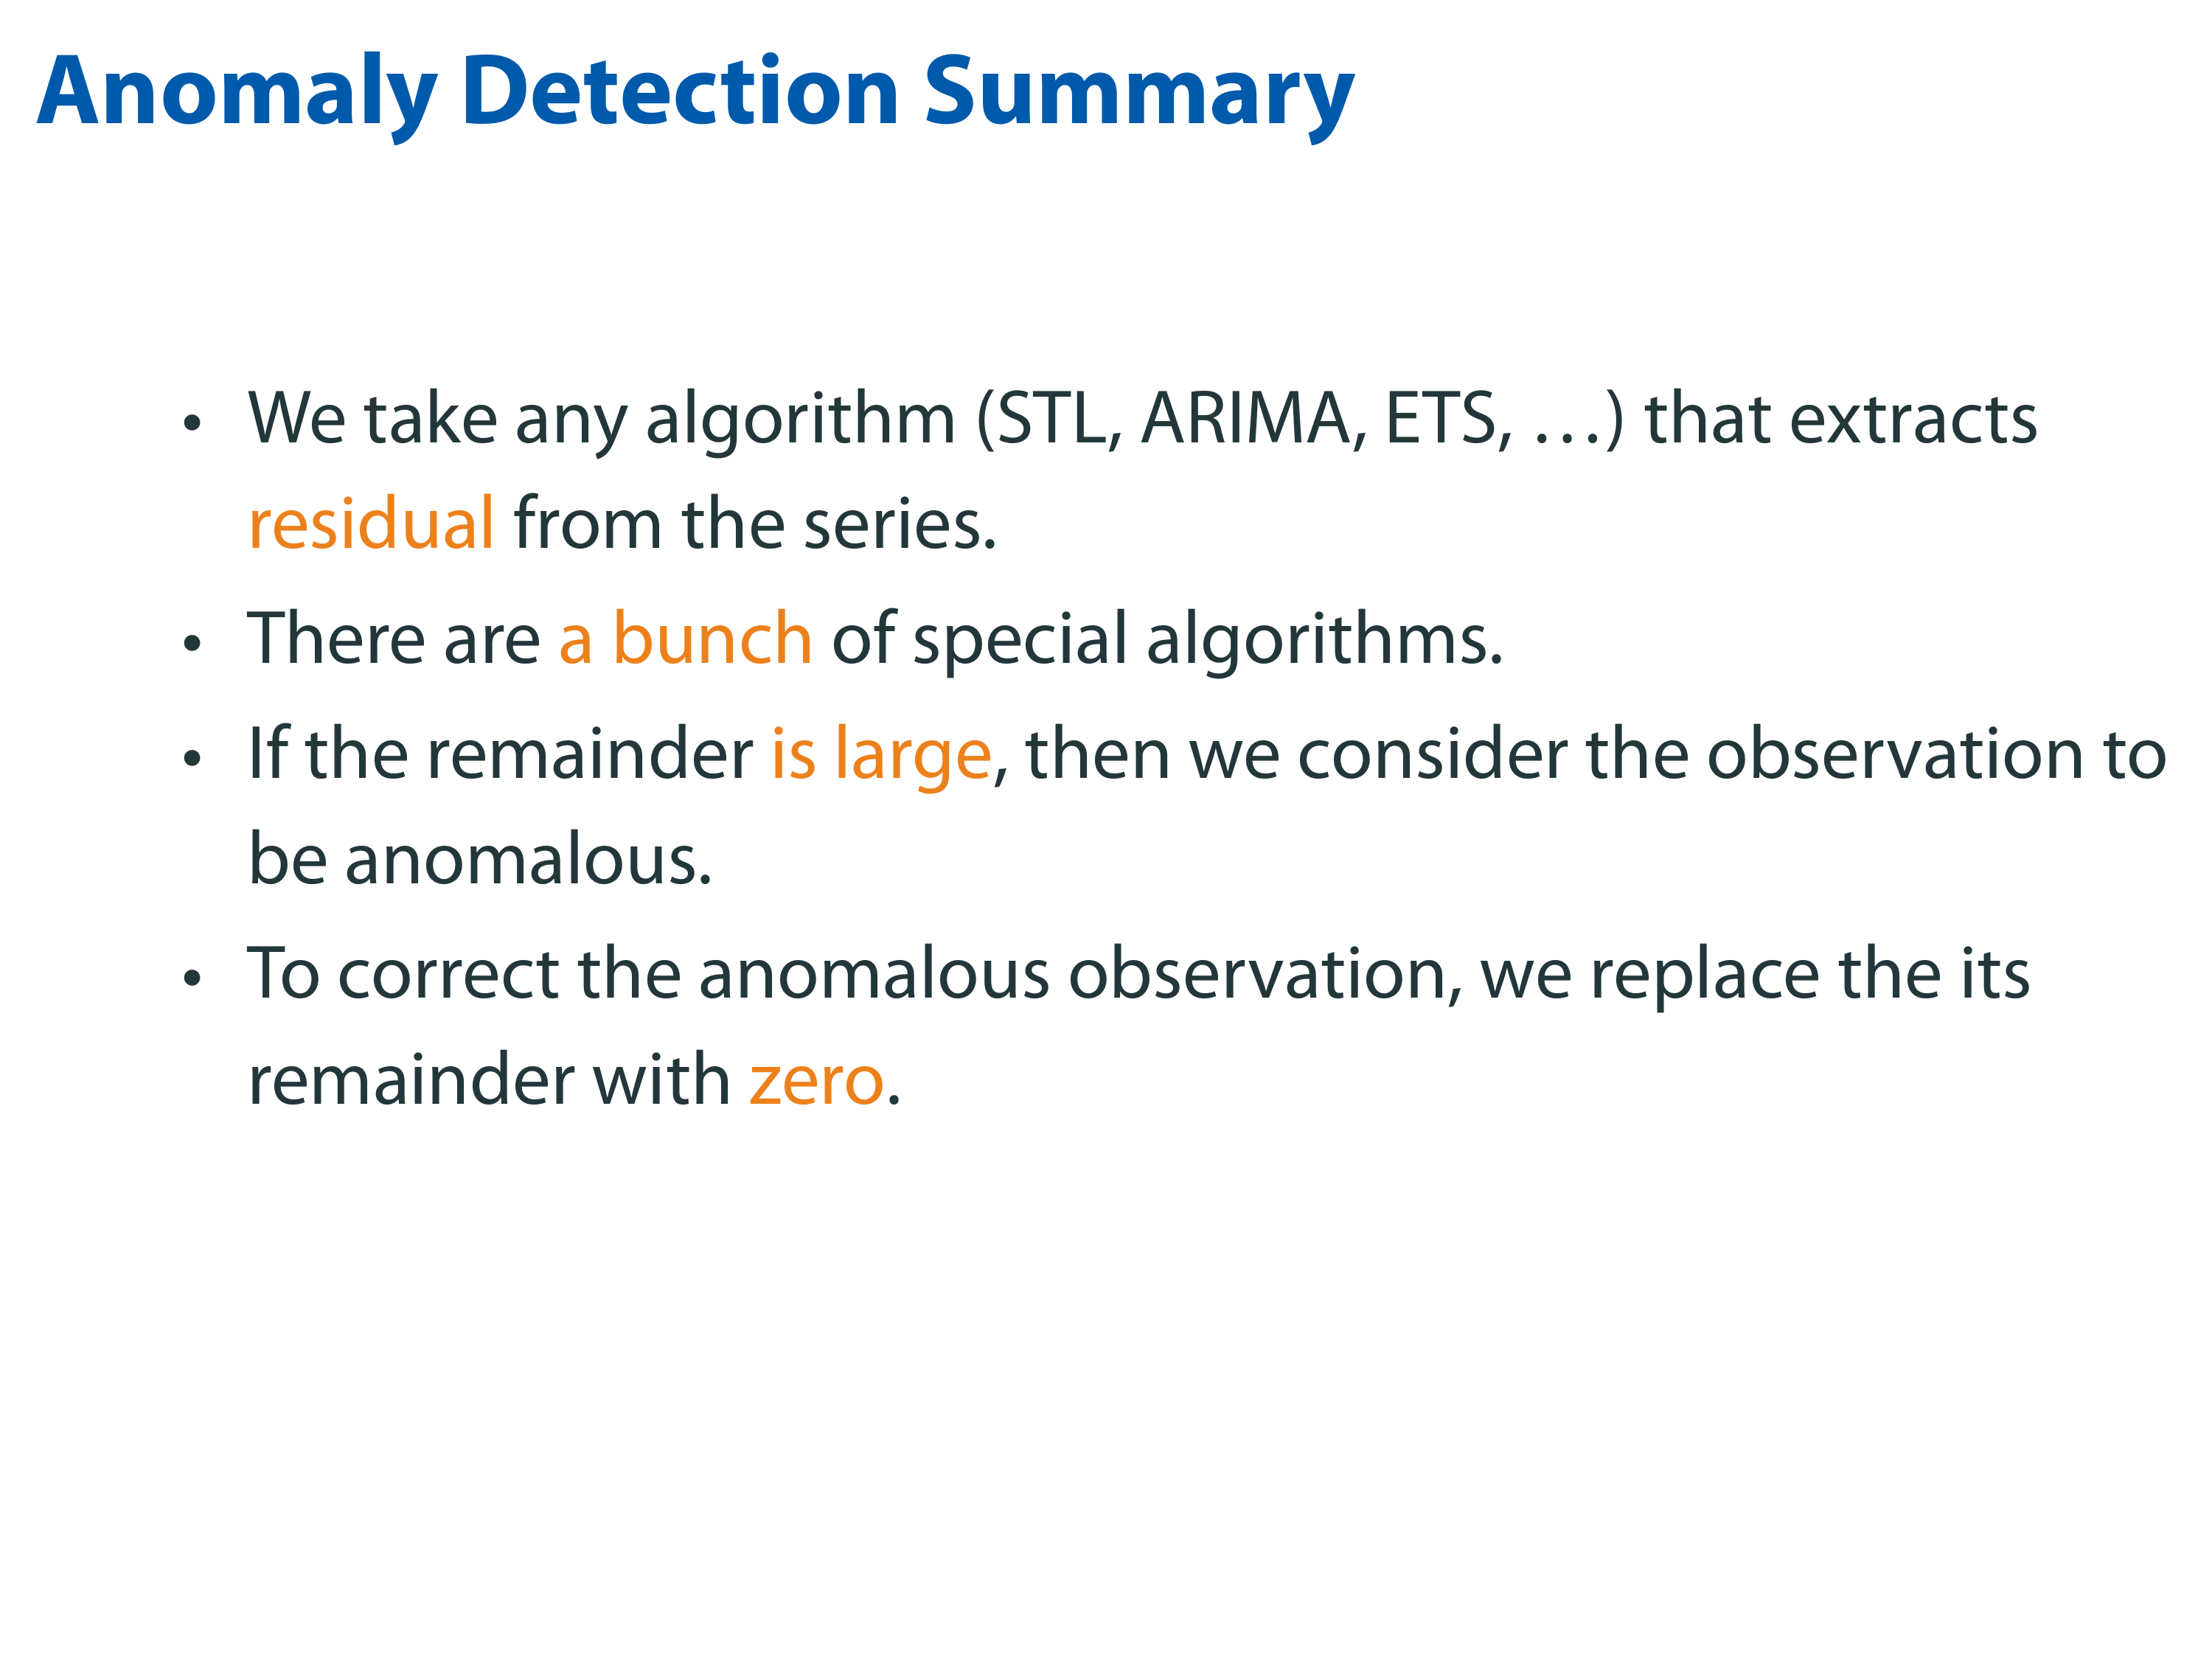 Anomaly Detection Summary
• We take any algorithm (STL, ARIMA, ETS, …) that extracts
residual from the series.
• There are a bunch of special algorithms.
• If the remainder is large, then we consider the observation to
be anomalous.
• To correct the anomalous observation, we replace the its
remainder with zero.